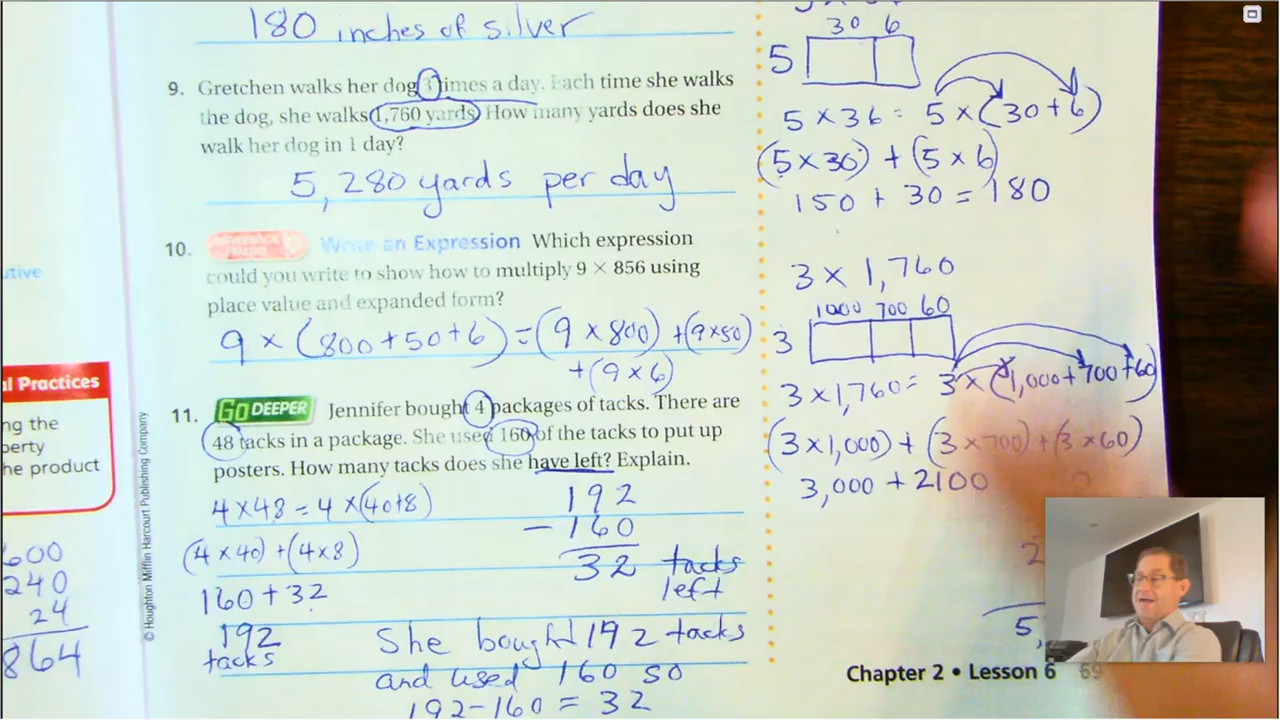 180 inches of silver
9. Gretchen walks her dog 3 times a day. Each time she walks
the dog, she walks 1,760 yards. How many yards does she
walk her dog in 1 day?
5,280 yards per day
10. Write an Expression Which expression
could you write to show how to multiply 9 × 856 using
place value and expanded form?
9 × (800+50+6) = (9 × 800) + (9×50)
+ (9 × 6)
11. GO DEEPER Jennifer bought 4 packages of tacks. There are
48 tacks in a package. She used 160 of the tacks to put up
posters. How many tacks does she have left? Explain.
4 × 48 = 4 × (40+8)
(4 × 40) + (4 × 8)
160 + 32
192
tacks
192
- 160
32 tacks
left
She bought 192 tacks
and used 160 so
192 - 160 = 32
30 6
5
5 × 36 = 5 × (30 + 6)
(5 × 30) + (5 × 6)
150 + 30 = 180
3 × 1,760
1000 700 60
3
3 × 1,760 = 3 × (1,000 + 700 + 60)
(3 × 1,000) + (3 × 700) + (3 × 60)
3,000 + 2100
5,
Chapter 2 • Lesson 6 69
utive
al Practices
ng the
perty
he product
600
240
24
864
© Houghton Mifflin Harcourt Publishing Company